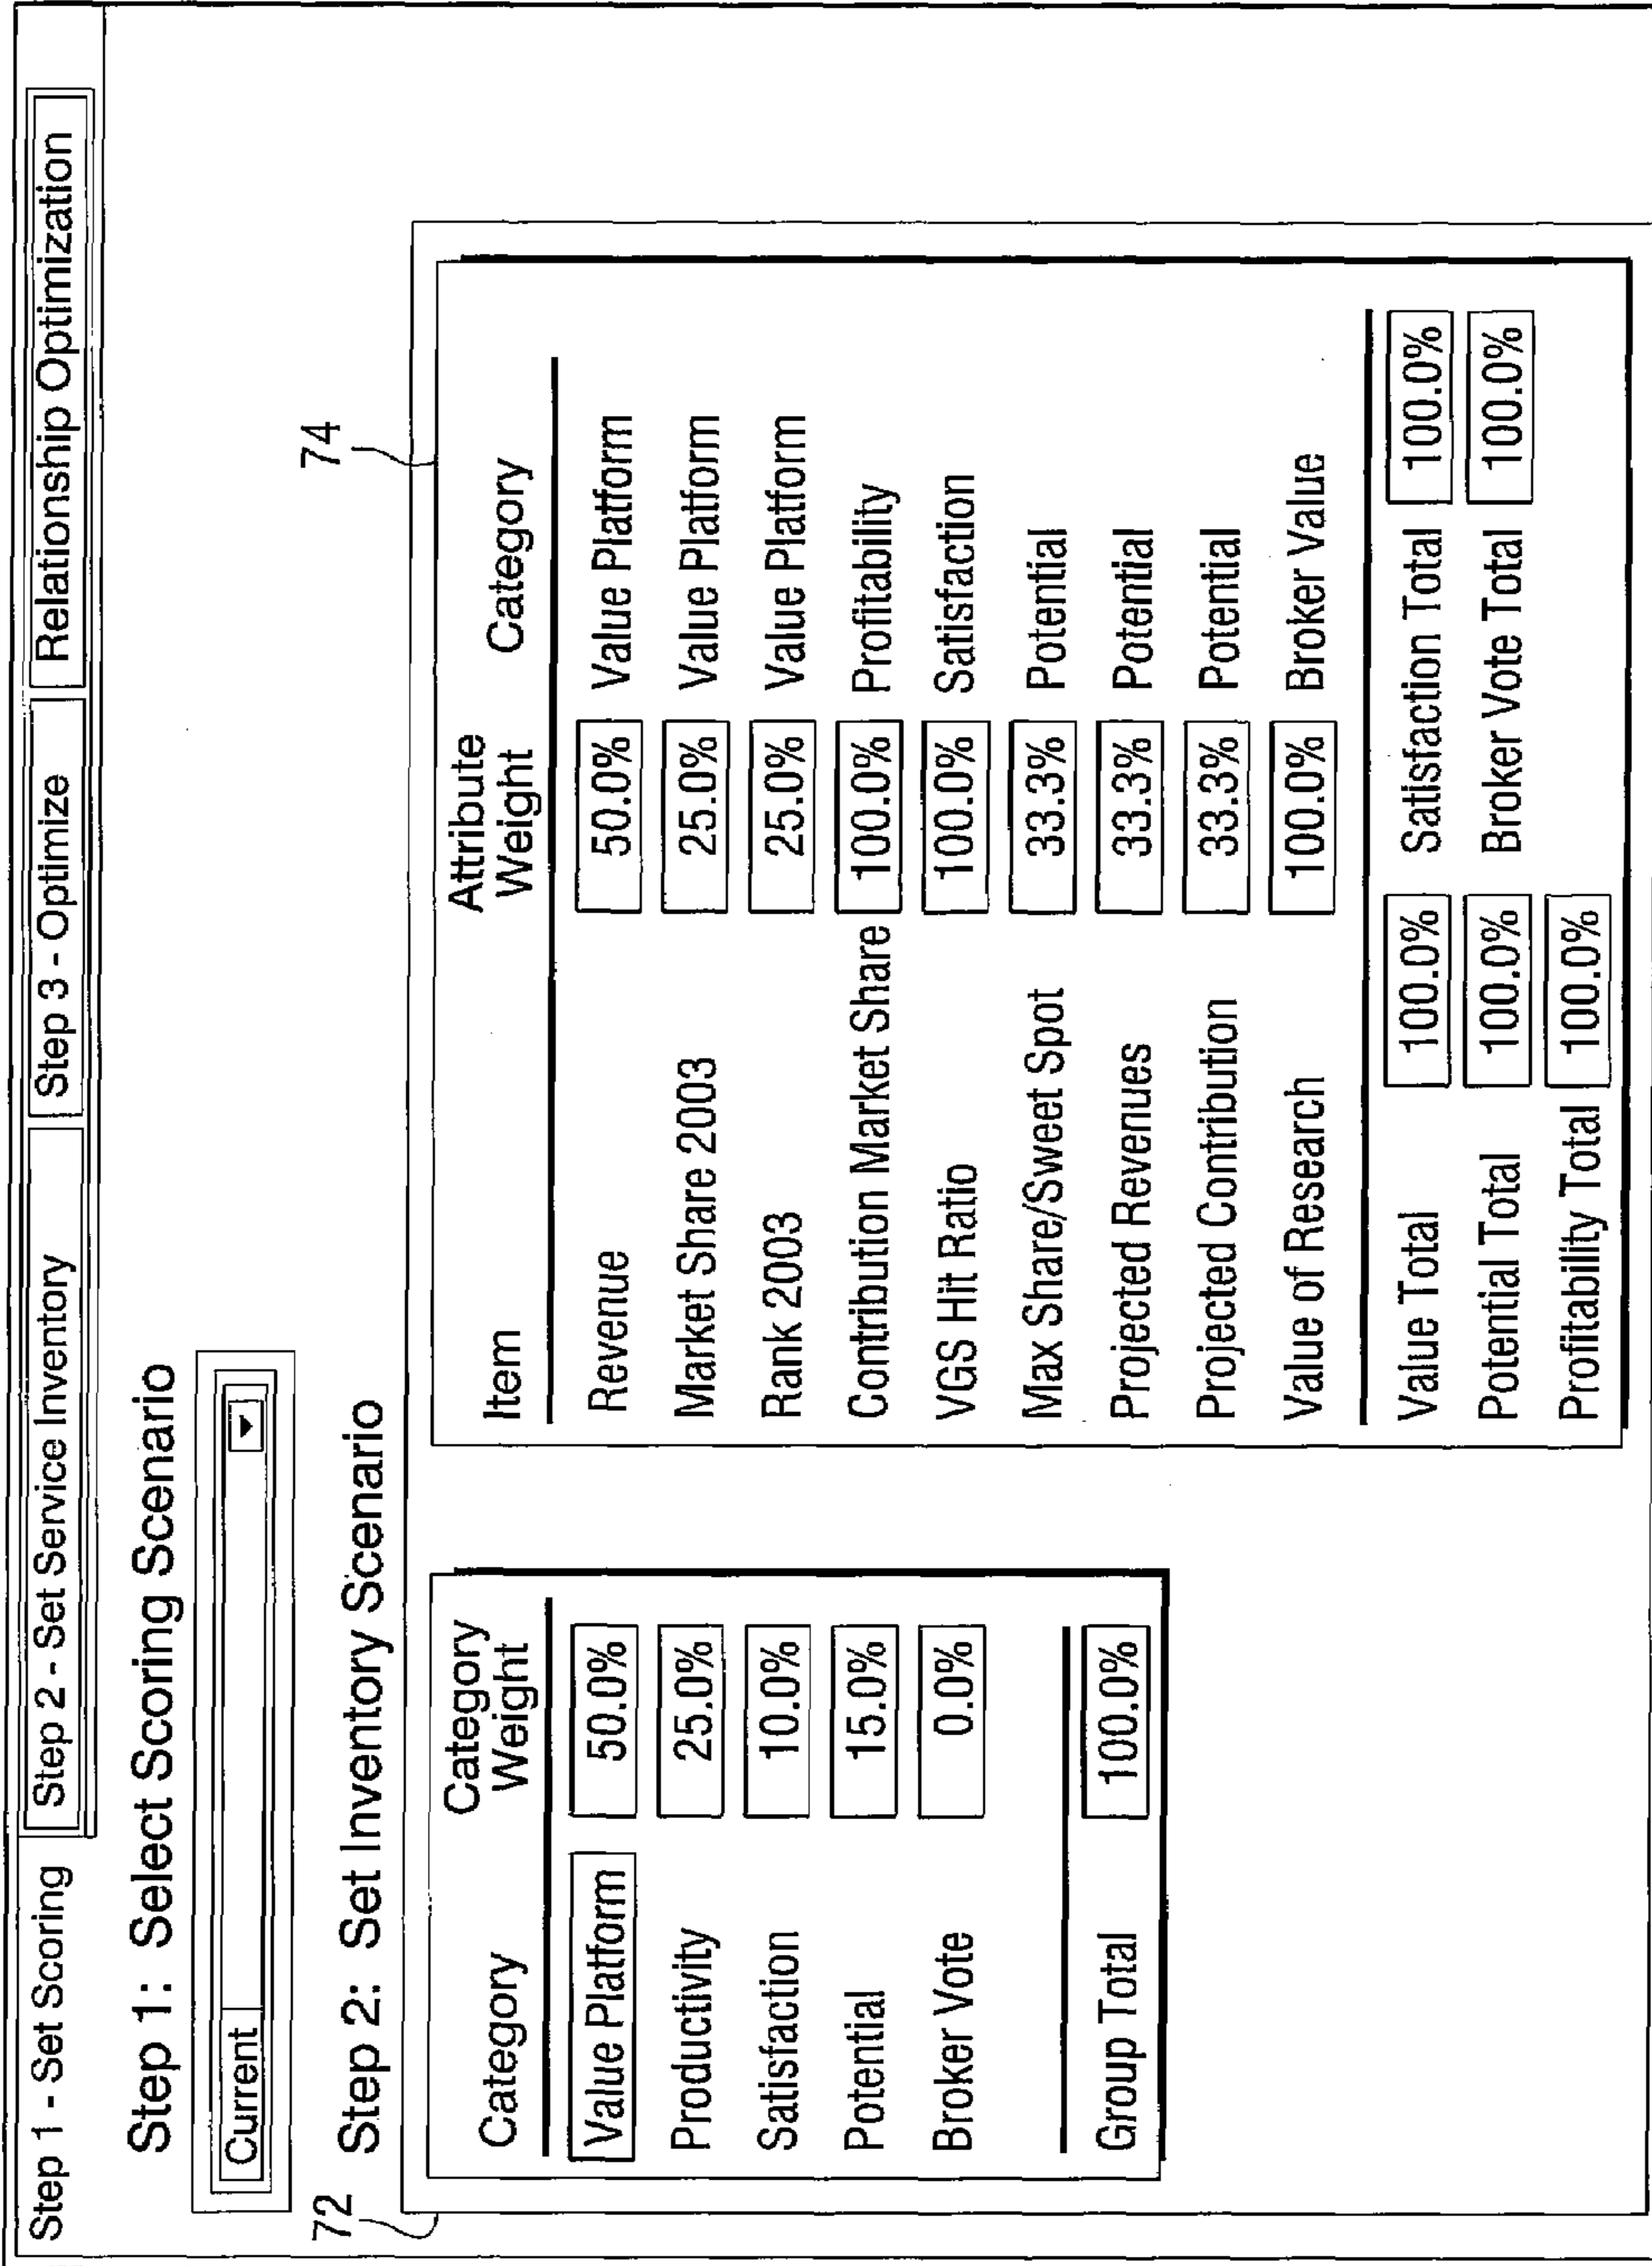 Step 1 - Set Scoring Step 2 - Set Service Inventory Step 3 - Optimize Relationship Optimization
Step 1: Select Scoring Scenario
Current
Step 2: Set Inventory Scenario
72
Category Category Weight
Value Platform 50.0%
Productivity 25.0%
Satisfaction 10.0%
Potential 15.0%
Broker Vote 0.0%
Group Total 100.0%
74
Item Attribute Weight Category
Revenue 50.0% Value Platform
Market Share 2003 25.0% Value Platform
Rank 2003 25.0% Value Platform
Contribution Market Share 100.0% Profitability
VGS Hit Ratio 100.0% Satisfaction
Max Share/Sweet Spot 33.3% Potential
Projected Revenues 33.3% Potential
Projected Contribution 33.3% Potential
Value of Research 100.0% Broker Value
Value Total 100.0% Satisfaction Total 100.0%
Potential Total 100.0% Broker Vote Total 100.0%
Profitability Total 100.0%